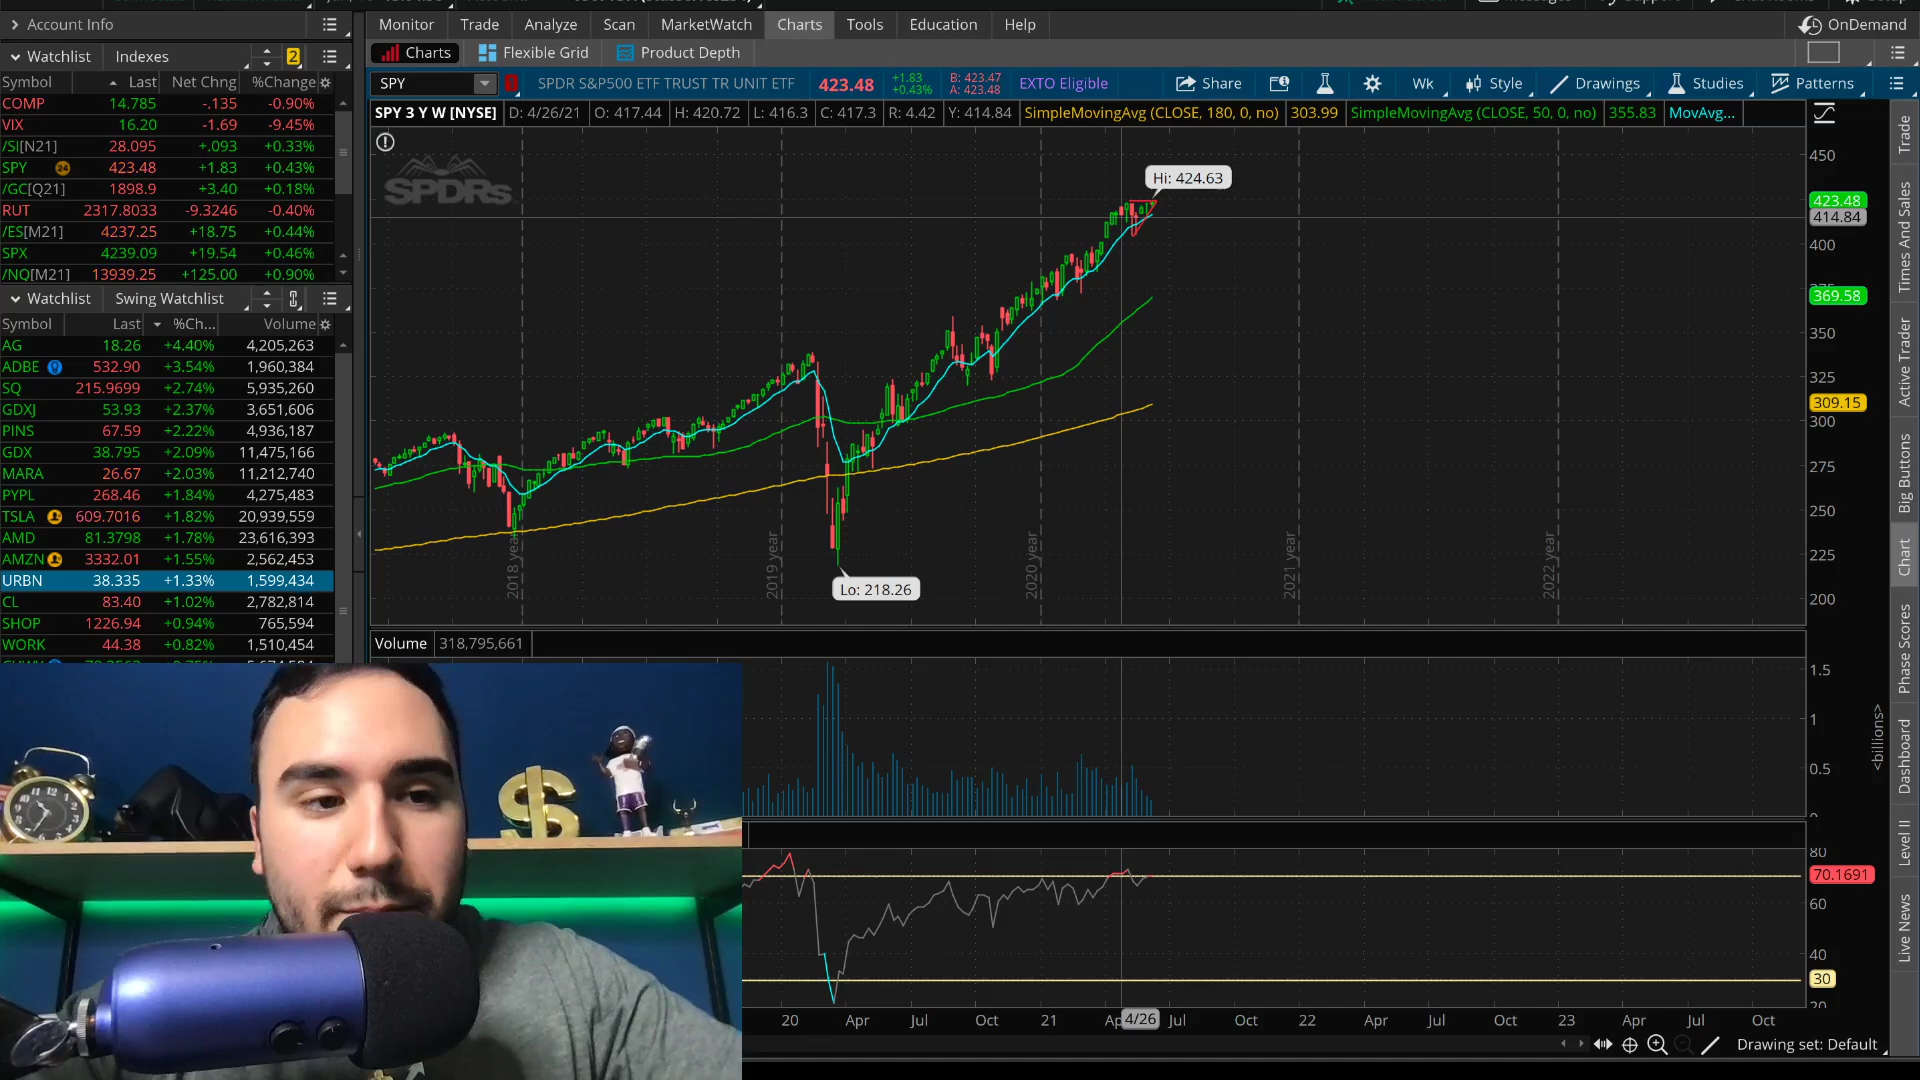 Account Info
Monitor Trade Analyze Scan MarketWatch Charts Tools Education Help
OnDemand
Watchlist Indexes 2
Charts Flexible Grid Product Depth
Symbol Last Net Chng %Change
SPY SPDR S&P500 ETF TRUST TR UNIT ETF 423.48 +1.83 +0.43% B: 423.47 A: 423.48 EXTO Eligible Share Wk Style Drawings Studies Patterns
SPY 3 Y W [NYSE] D: 4/26/21 O: 417.44 H: 420.72 L: 416.3 C: 417.3 R: 4.42 Y: 414.84 SimpleMovingAvg (CLOSE, 180, 0, no) 303.99 SimpleMovingAvg (CLOSE, 50, 0, no) 355.83 MovAvg...
COMP 14.785 -.135 -0.90%
VIX 16.20 -1.69 -9.45%
/SI[N21] 28.095 +.093 +0.33%
SPY 24 423.48 +1.83 +0.43%
/GC[Q21] 1898.9 +3.40 +0.18%
RUT 2317.8033 -9.3246 -0.40%
/ES[M21] 4237.25 +18.75 +0.44%
SPX 4239.09 +19.54 +0.46%
/NQ[M21] 13939.25 +125.00 +0.90%
Watchlist Swing Watchlist
Symbol Last %Ch... Volume
AG 18.26 +4.40% 4,205,263
ADBE 532.90 +3.54% 1,960,384
SQ 215.9699 +2.74% 5,935,260
GDXJ 53.93 +2.37% 3,651,606
PINS 67.59 +2.22% 4,936,187
GDX 38.795 +2.09% 11,475,166
MARA 26.67 +2.03% 11,212,740
PYPL 268.46 +1.84% 4,275,483
TSLA 609.7016 +1.82% 20,939,559
AMD 81.3798 +1.78% 23,616,393
AMZN 3332.01 +1.55% 2,562,453
URBN 38.335 +1.33% 1,599,434
CL 83.40 +1.02% 2,782,814
SHOP 1226.94 +0.94% 765,594
WORK 44.38 +0.82% 1,510,454
SPDRs
Hi: 424.63
Lo: 218.26
2018 year
2019 year
2020 year
2021 year
2022 year
450
423.48
414.84
400
369.58
350
325
309.15
300
275
250
225
200
Volume 318,795,661
1.5
1
0.5
<billions>
80
70.1691
60
40
30
20
20 Apr Jul Oct 21 Ap 4/26 Jul Oct 22 Apr Jul Oct 23 Apr Jul Oct
Drawing set: Default
Trade
Times And Sales
Active Trader
Big Buttons
Chart
Phase Scores
Dashboard
Level II
Live News